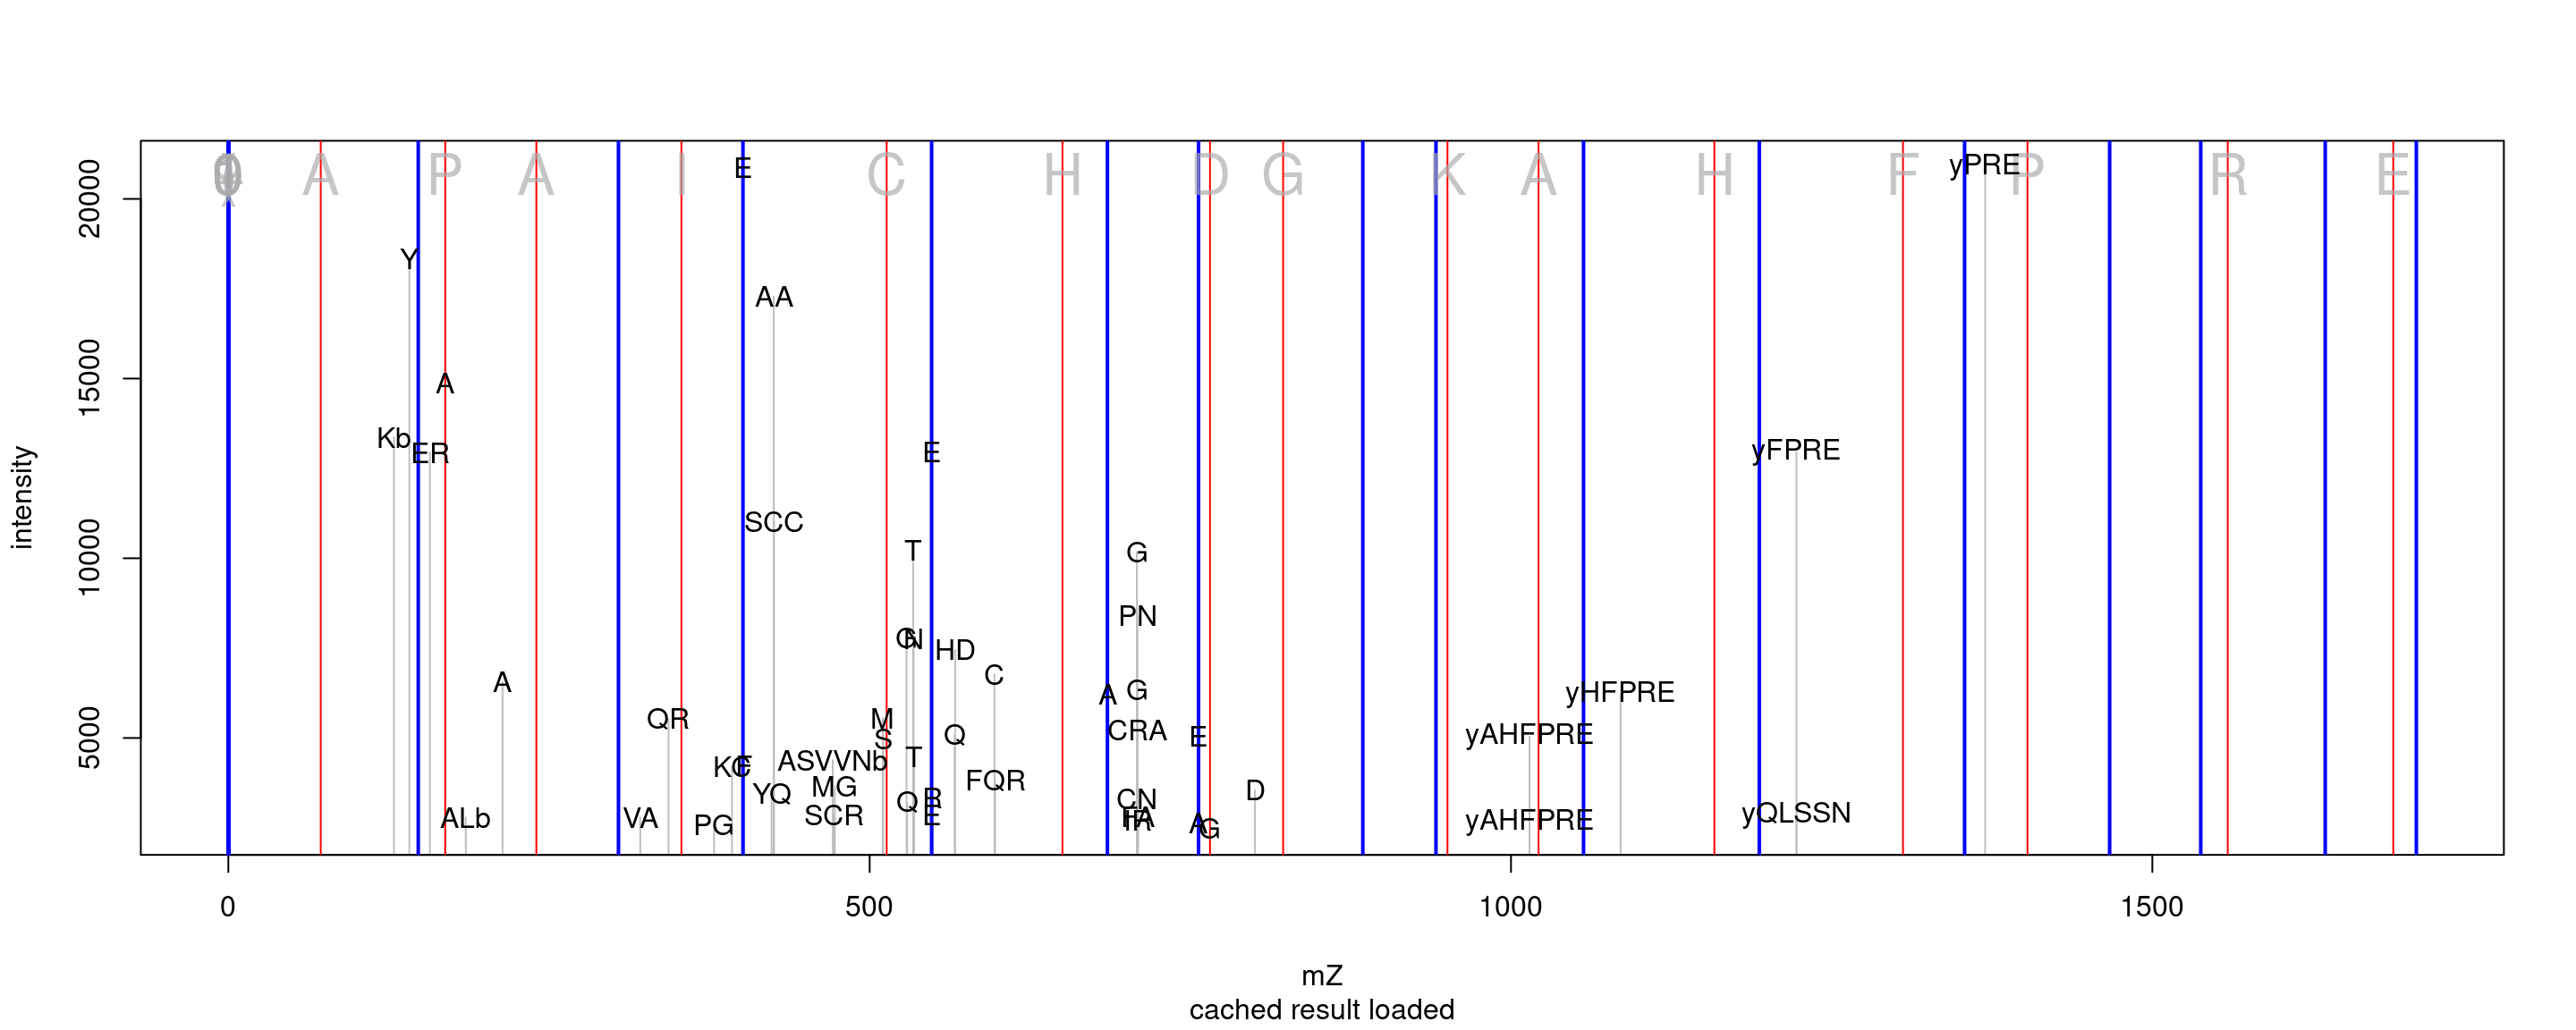 A P A I C H D G K A H F P R E
E
yPRE
Y
AA
A
Kb
ER
E
yFPRE
SCC
T
G
PN
G
N
HD
C
A
A
G
yHFPRE
QR
M
S
Q
CRA
E
yAHFPRE
T
KC
ASVVNb
FQR
YQ
MG
D
CN
Q
R
E
SCR
ALb
VA
PG
A
G
yAHFPRE
yQLSSN
20000
15000
10000
5000
intensity
0 500 1000 1500
mZ
cached result loaded